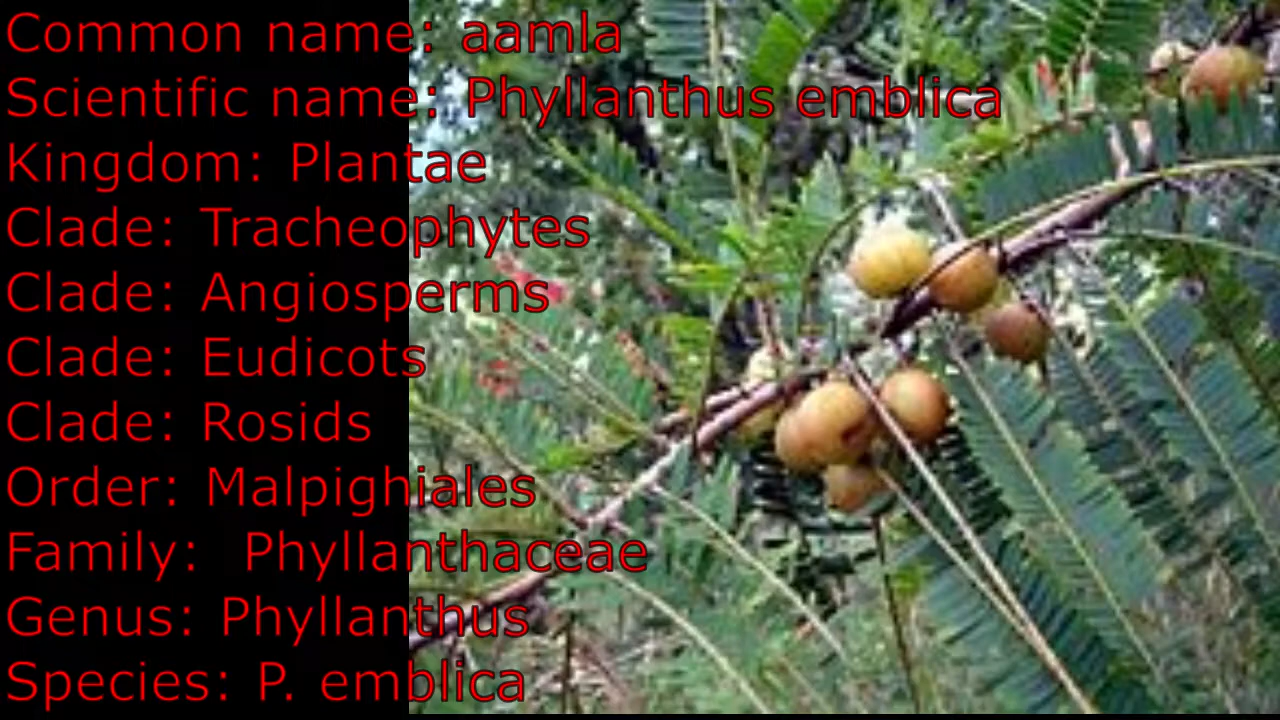 Common name: aamla
Scientific name: Phyllanthus emblica
Kingdom: Plantae
Clade: Tracheophytes
Clade: Angiosperms
Clade: Eudicots
Clade: Rosids
Order: Malpighiales
Family: Phyllanthaceae
Genus: Phyllanthus
Species: P. emblica